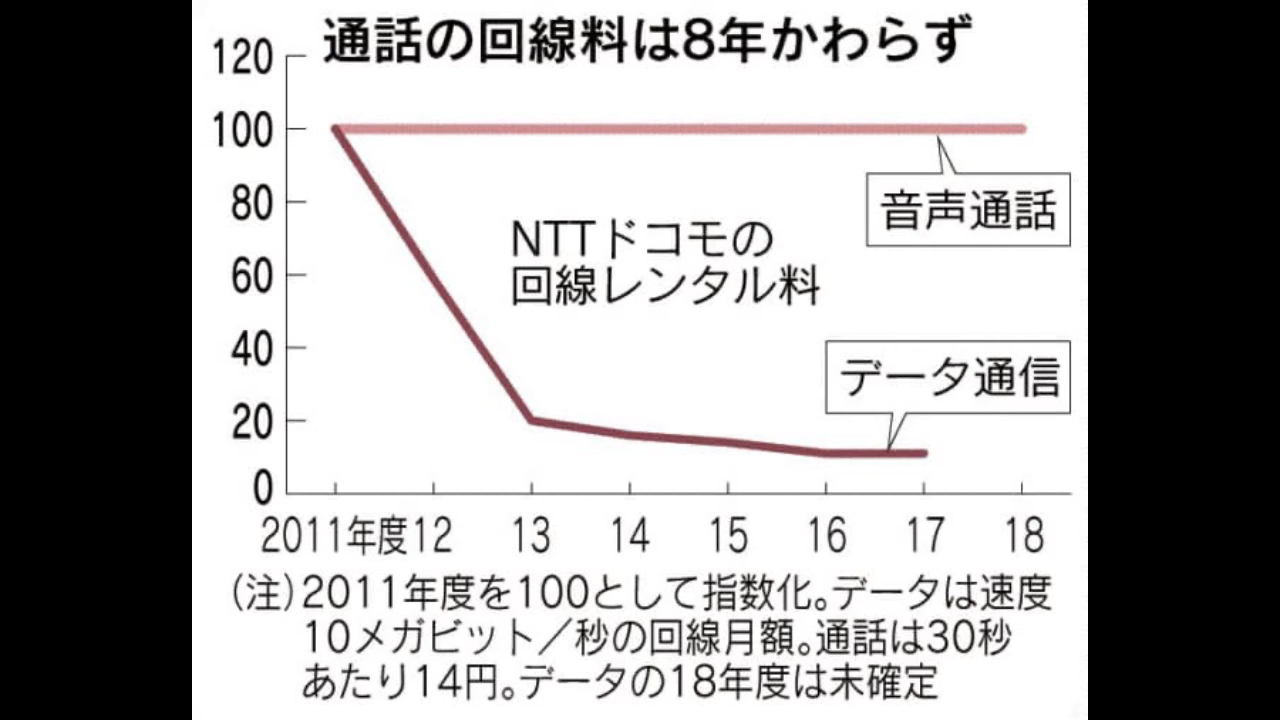 通話の回線料は8年かわらず
120
100
80
60
40
20
0
音声通話
NTTドコモの
回線レンタル料
データ通信
2011年度 12 13 14 15 16 17 18
(注)2011年度を100として指数化。データは速度
10メガビット/秒の回線月額。通話は30秒
あたり14円。データの18年度は未確定